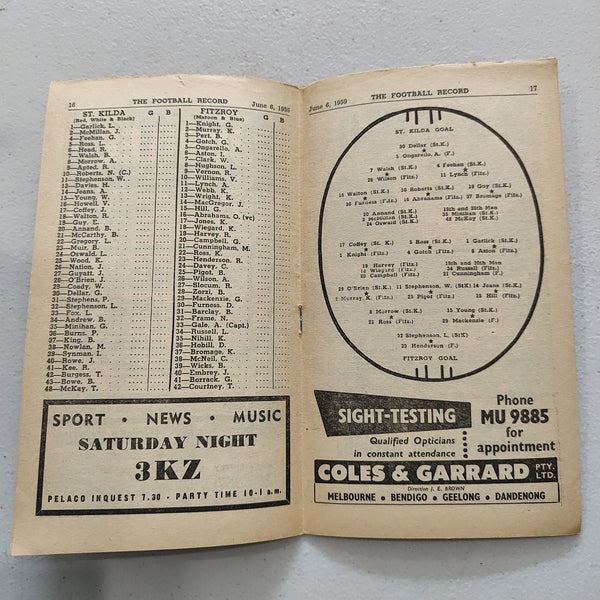 16 THE FOOTBALL RECORD June 6, 1959
ST. KILDA G B
(Red, White & Black)
1—Garlick, L.
2—McMillan, J.
4—Feehan, G.
5—Ross, L.
6—Head, R.
7—Walsh, B.
8—Morrow, A.
9—Apted, R.
10—Roberts, N. (C.)
11—Stephenson, W.
12—Davies, H.
14—Jeans, A.
15—Young, W.
16—Howell, V.
17—Coffey, T.
18—Walton, R.
19—Guy, E.
20—Annand, B.
21—McCarthy, B.
22—Gregory, L.
23—Muir, B.
24—Oswald, L.
25—Wood, K.
26—Nation, J.
27—Guyatt, J.
28—O'Brien, J.
29—Coady, W.
30—Dellar, G.
31—Stephens, P.
32—Stephenson, L.
33—Fox, L.
34—Andrew, B.
35—Minihan, G.
36—Burns, P.
37—King, B.
38—Nowlan, M.
39—Synman, I.
40—Rowe, J.
41—Kee, R.
42—Burgess, T.
43—Bowe, B.
48—McKay, T.
FITZROY G B
(Maroon & Blue)
1—Knight, G.
2—Murray, K.
3—Pert, B.
4—Gotch, G.
5—Ongarello, A.
6—Aston, I.
7—Clark, W.
8—Hughson, L.
9—Vernon, R.
10—Williams, G.
11—Lynch, A.
12—Webb, K.
13—Wright, K.
14—MacGregor, J.
15—Hill, G.
16—Abrahams, O. (vc)
17—Jones, K.
18—Wiegard, K.
19—Harvey, R.
20—Campbell, G.
21—Cunningham, M.
22—Ross, K.
23—Henderson, R.
24—Davey, C.
25—Pigot, B.
26—Wilson, A.
27—Slocum, R.
28—Zorzi, B.
29—Mackenzie, G.
30—Furness, D.
31—Barclay, B.
32—Frame, N.
33—Gale, A. (Capt.)
34—Russell, L.
35—Nihill, K.
36—Hobill, D.
37—Bromage, K.
38—McNeil, C.
39—Wicks, B.
40—Embrey, J.
41—Borrack, G.
42—Courtney, T.
SPORT • NEWS • MUSIC
SATURDAY NIGHT
3KZ
PELACO INQUEST 7.30 - PARTY TIME 10-1 a.m.
June 6, 1959 THE FOOTBALL RECORD 17
ST. KILDA GOAL
30 Dellar (St.K.)
5 Ongarello, A. (F.)
7 Walsh (St.K.) 4 Feehan (St.K.)
26 Wilson (Fitz.) 11 Lynch (Fitz.)
18 Walton (St.K.) 10 Roberts (St.K.) 19 Guy (St.K.)
30 Furness (Fitz.) 16 Abrahams (Fitz.) 37 Bromage (Fitz.)
20 Annand (St.K.) 19th and 20th Men
2 McMillan (St.K.) 35 Minihan (St.K.)
24 Oswald (St.K) 48 McKay (St.K.)
17 Coffey (St. K) 5 Ross (St.K.) 1 Garlick (St.K.)
1 Knight (Fitz.) 4 Gotch (Fitz.) 6 Aston (Fitz.)
19 Harvey (Fitz.) 19th and 20th Men
18 Wiegard (Fitz.) 34 Russell (Fitz.)
20 Campbell (Fitz.) 21 Cunningham (F.)
28 O'Brien (St.K.) 11 Stephenson, W. (St.K) 14 Jeans (St.K.)
2 Murray, K. (Fitz.) 25 Pigot (Fitz.) 15 Hill (Fitz.)
8 Morrow (St.K.) 15 Young (St.K.)
22 Ross (Fitz.) 29 Mackenzie (F.)
32 Stephenson, L. (St.K.)
23 Henderson (F.)
FITZROY GOAL
SIGHT-TESTING
Qualified Opticians
in constant attendance
Phone
MU 9885
for
appointment
COLES & GARRARD PTY. LTD.
Direction J. E. BROWN
MELBOURNE • BENDIGO • GEELONG • DANDENONG